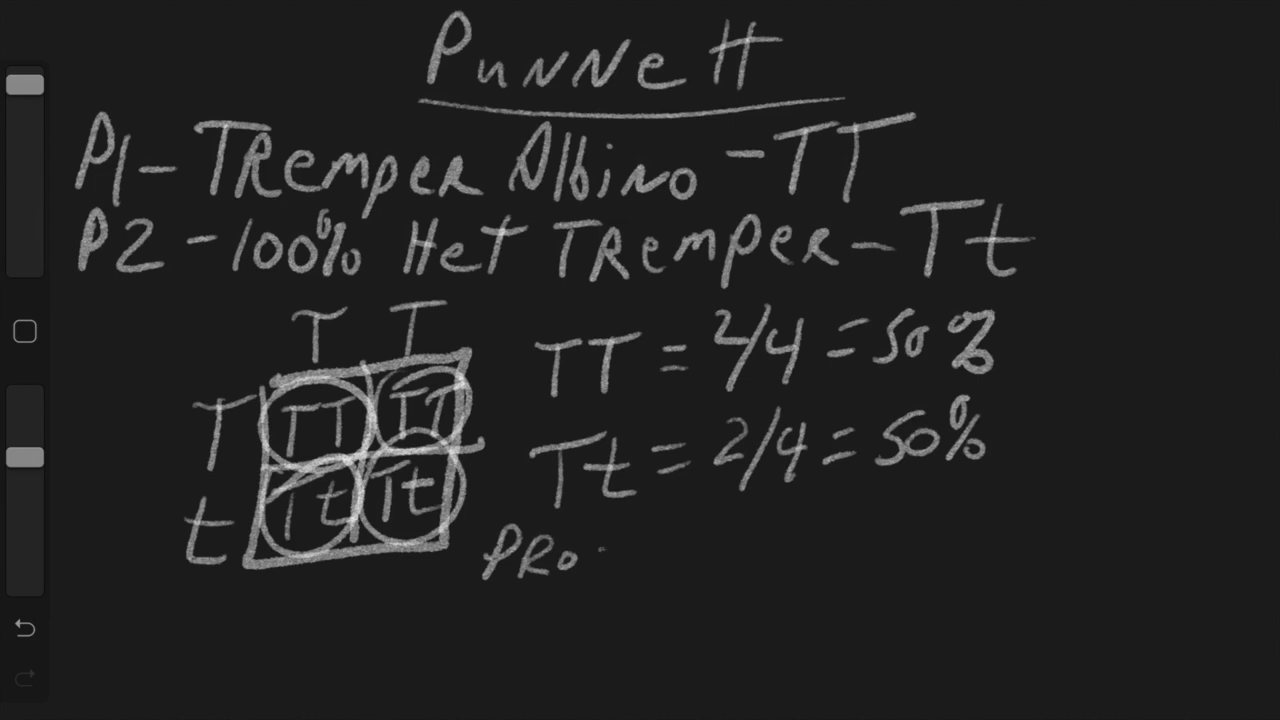 Punnett
P1 - Tremper Albino - TT
P2 - 100% Het Tremper - Tt
T T
T TT TT
t Tt Tt
TT = 2/4 = 50%
Tt = 2/4 = 50%
Pro